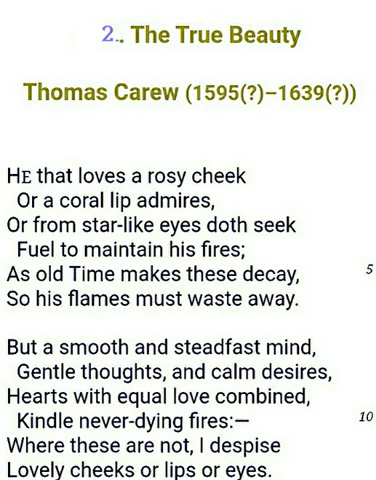 2.. The True Beauty
Thomas Carew (1595(?)–1639(?))
HE that loves a rosy cheek
Or a coral lip admires,
Or from star-like eyes doth seek
Fuel to maintain his fires;
As old Time makes these decay, 5
So his flames must waste away.
But a smooth and steadfast mind,
Gentle thoughts, and calm desires,
Hearts with equal love combined,
Kindle never-dying fires:— 10
Where these are not, I despise
Lovely cheeks or lips or eyes.